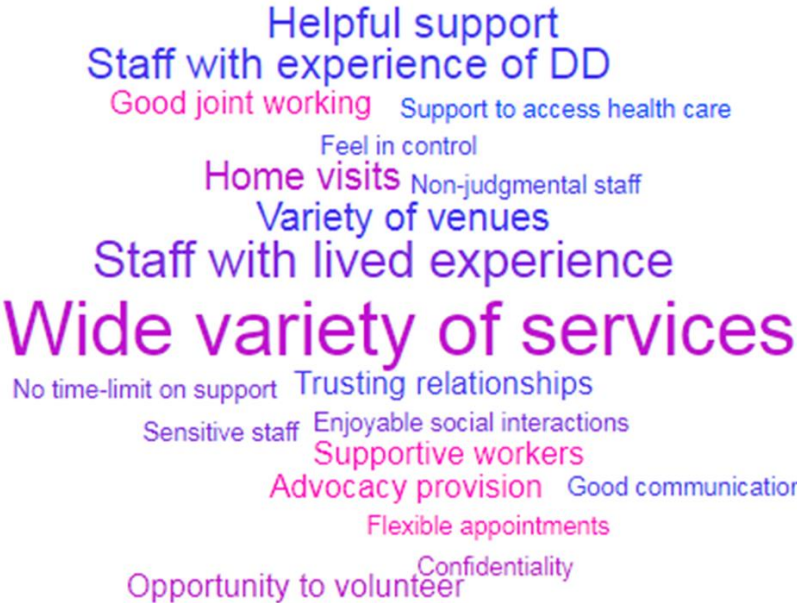 Helpful support
Staff with experience of DD
Good joint working
Support to access health care
Feel in control
Home visits
Non-judgmental staff
Variety of venues
Staff with lived experience
Wide variety of services
No time-limit on support
Trusting relationships
Sensitive staff
Enjoyable social interactions
Supportive workers
Advocacy provision
Good communication
Flexible appointments
Confidentiality
Opportunity to volunteer